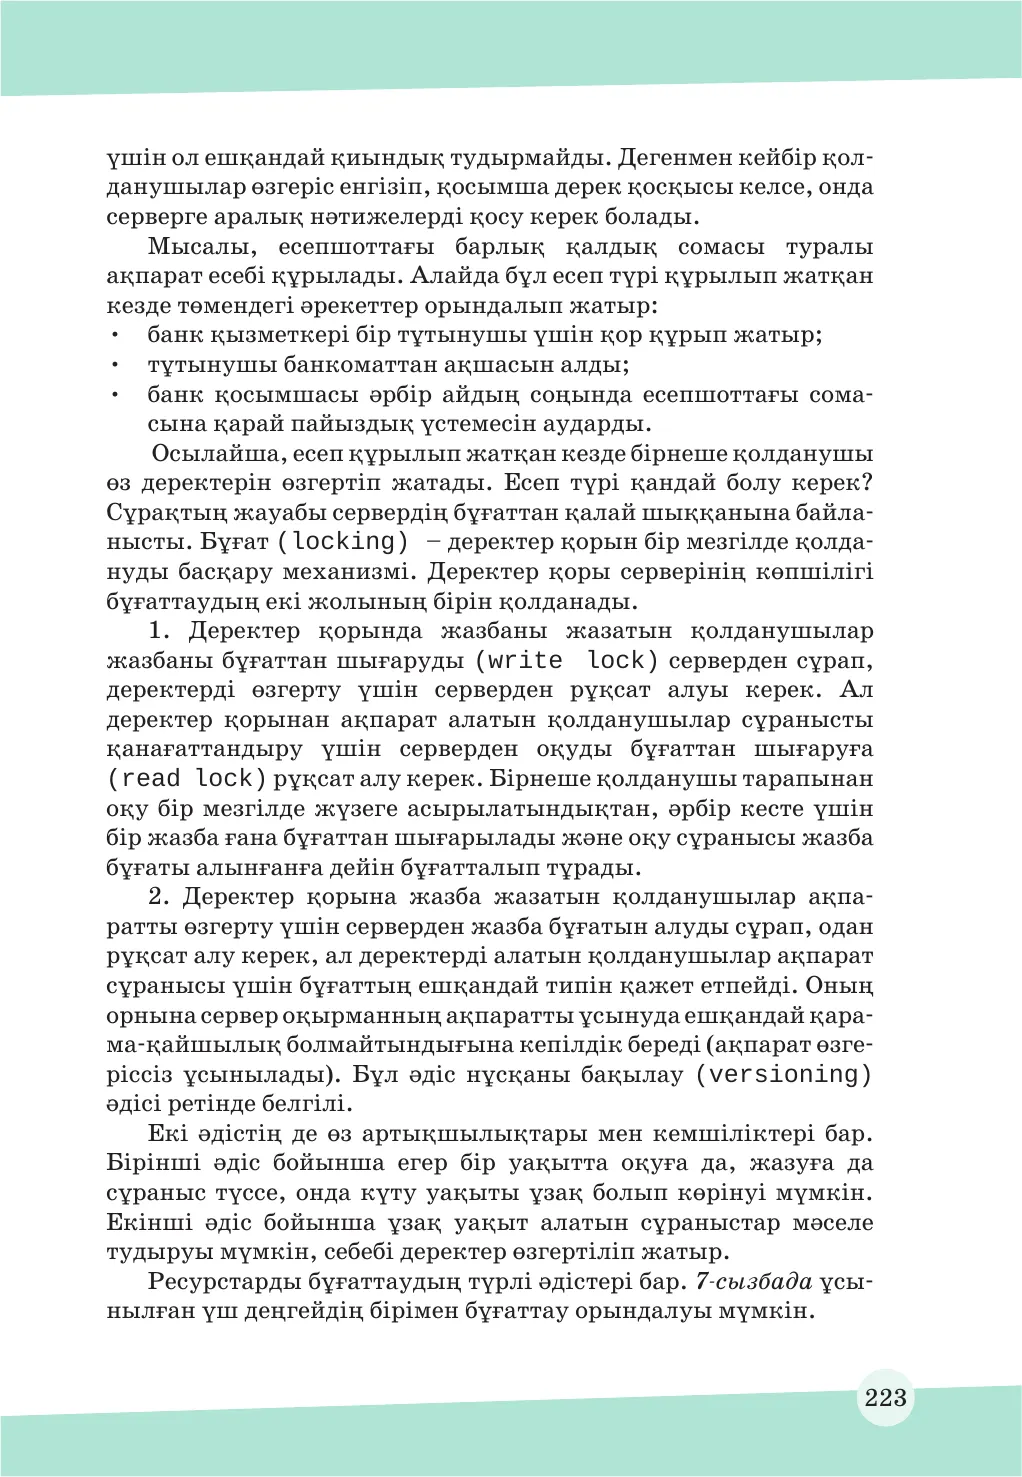 үшін ол ешқандай қиындық тудырмайды. Дегенмен кейбір қол-
данушылар өзгеріс енгізіп, қосымша дерек қосқысы келсе, онда
серверге аралық нәтижелерді қосу керек болады.
Мысалы, есепшоттағы барлық қалдық сомасы туралы
ақпарат есебі құрылады. Алайда бұл есеп түрі құрылып жатқан
кезде төмендегі әрекеттер орындалып жатыр:
• банк қызметкері бір тұтынушы үшін қор құрып жатыр;
• тұтынушы банкоматтан ақшасын алды;
• банк қосымшасы әрбір айдың соңында есепшоттағы сома-
сына қарай пайыздық үстемесін аударды.
Осылайша, есеп құрылып жатқан кезде бірнеше қолданушы
өз деректерін өзгертіп жатады. Есеп түрі қандай болу керек?
Сұрақтың жауабы сервердің бұғаттан қалай шыққанына байла-
нысты. Бұғат (locking) – деректер қорын бір мезгілде қолда-
нуды басқару механизмі. Деректер қоры серверінің көпшілігі
бұғаттаудың екі жолының бірін қолданады.
1. Деректер қорында жазбаны жазатын қолданушылар
жазбаны бұғаттан шығаруды (write lock) серверден сұрап,
деректерді өзгерту үшін серверден рұқсат алуы керек. Ал
деректер қорынан ақпарат алатын қолданушылар сұранысты
қанағаттандыру үшін серверден оқуды бұғаттан шығаруға
(read lock) рұқсат алу керек. Бірнеше қолданушы тарапынан
оқу бір мезгілде жүзеге асырылатындықтан, әрбір кесте үшін
бір жазба ғана бұғаттан шығарылады және оқу сұранысы жазба
бұғаты алынғанға дейін бұғатталып тұрады.
2. Деректер қорына жазба жазатын қолданушылар ақпа-
ратты өзгерту үшін серверден жазба бұғатын алуды сұрап, одан
рұқсат алу керек, ал деректерді алатын қолданушылар ақпарат
сұранысы үшін бұғаттың ешқандай типін қажет етпейді. Оның
орнына сервер оқырманның ақпаратты ұсынуда ешқандай қара-
ма-қайшылық болмайтындығына кепілдік береді (ақпарат өзге-
ріссіз ұсынылады). Бұл әдіс нұсқаны бақылау (versioning)
әдісі ретінде белгілі.
Екі әдістің де өз артықшылықтары мен кемшіліктері бар.
Бірінші әдіс бойынша егер бір уақытта оқуға да, жазуға да
сұраныс түссе, онда күту уақыты ұзақ болып көрінуі мүмкін.
Екінші әдіс бойынша ұзақ уақыт алатын сұраныстар мәселе
тудыруы мүмкін, себебі деректер өзгертіліп жатыр.
Ресурстарды бұғаттаудың түрлі әдістері бар. 7-сызбада ұсы-
нылған үш деңгейдің бірімен бұғаттау орындалуы мүмкін.
223